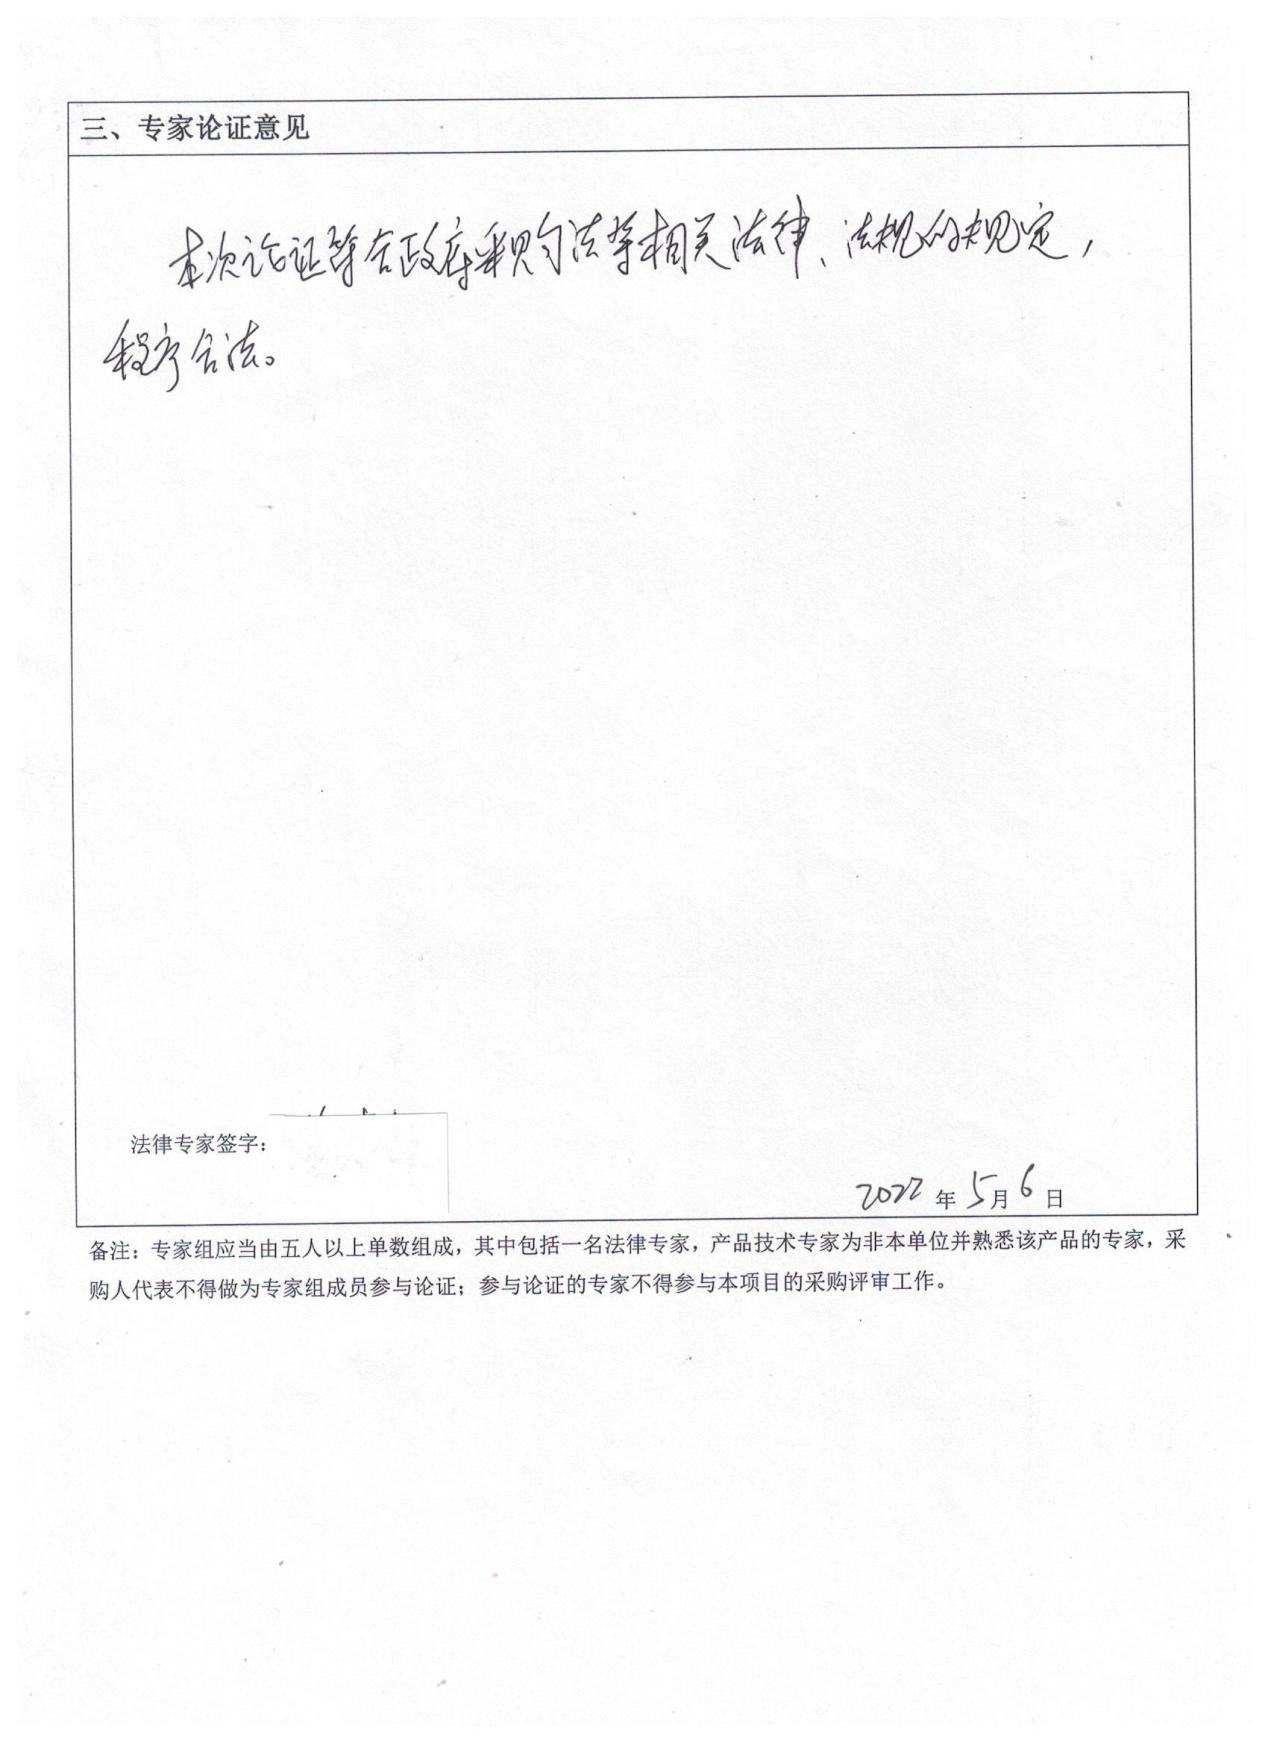 三、专家论证意见
本次论证符合政府采购法等相关法律、法规的规定，
程序合法。
法律专家签字：
2022 年 5 月 6 日
备注：专家组应当由五人以上单数组成，其中包括一名法律专家，产品技术专家为非本单位并熟悉该产品的专家，采
购人代表不得做为专家组成员参与论证；参与论证的专家不得参与本项目的采购评审工作。